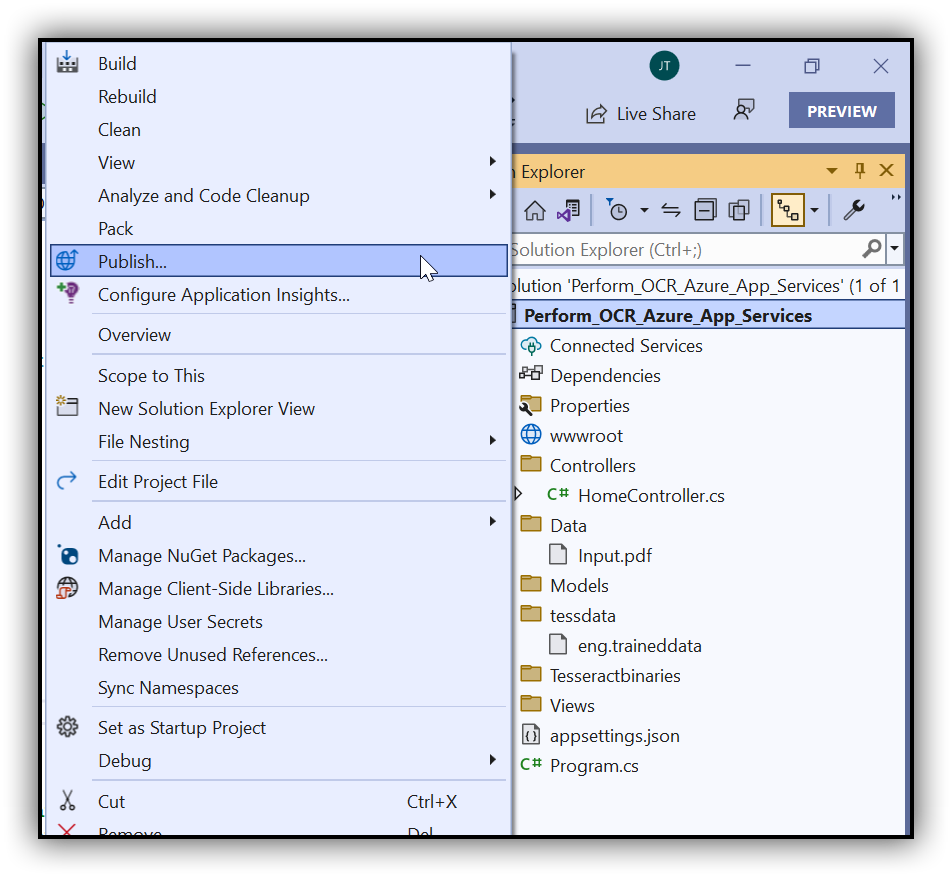 Build
Rebuild
Clean
View
Analyze and Code Cleanup
Pack
Publish...
Configure Application Insights...
Overview
Scope to This
New Solution Explorer View
File Nesting
Edit Project File
Add
Manage NuGet Packages...
Manage Client-Side Libraries...
Manage User Secrets
Remove Unused References...
Sync Namespaces
Set as Startup Project
Debug
Cut Ctrl+X
Remove Del
JT
Live Share
PREVIEW
n Explorer
Solution Explorer (Ctrl+;)
olution 'Perform_OCR_Azure_App_Services' (1 of 1
Perform_OCR_Azure_App_Services
Connected Services
Dependencies
Properties
wwwroot
Controllers
C# HomeController.cs
Data
Input.pdf
Models
tessdata
eng.traineddata
Tesseractbinaries
Views
appsettings.json
C# Program.cs